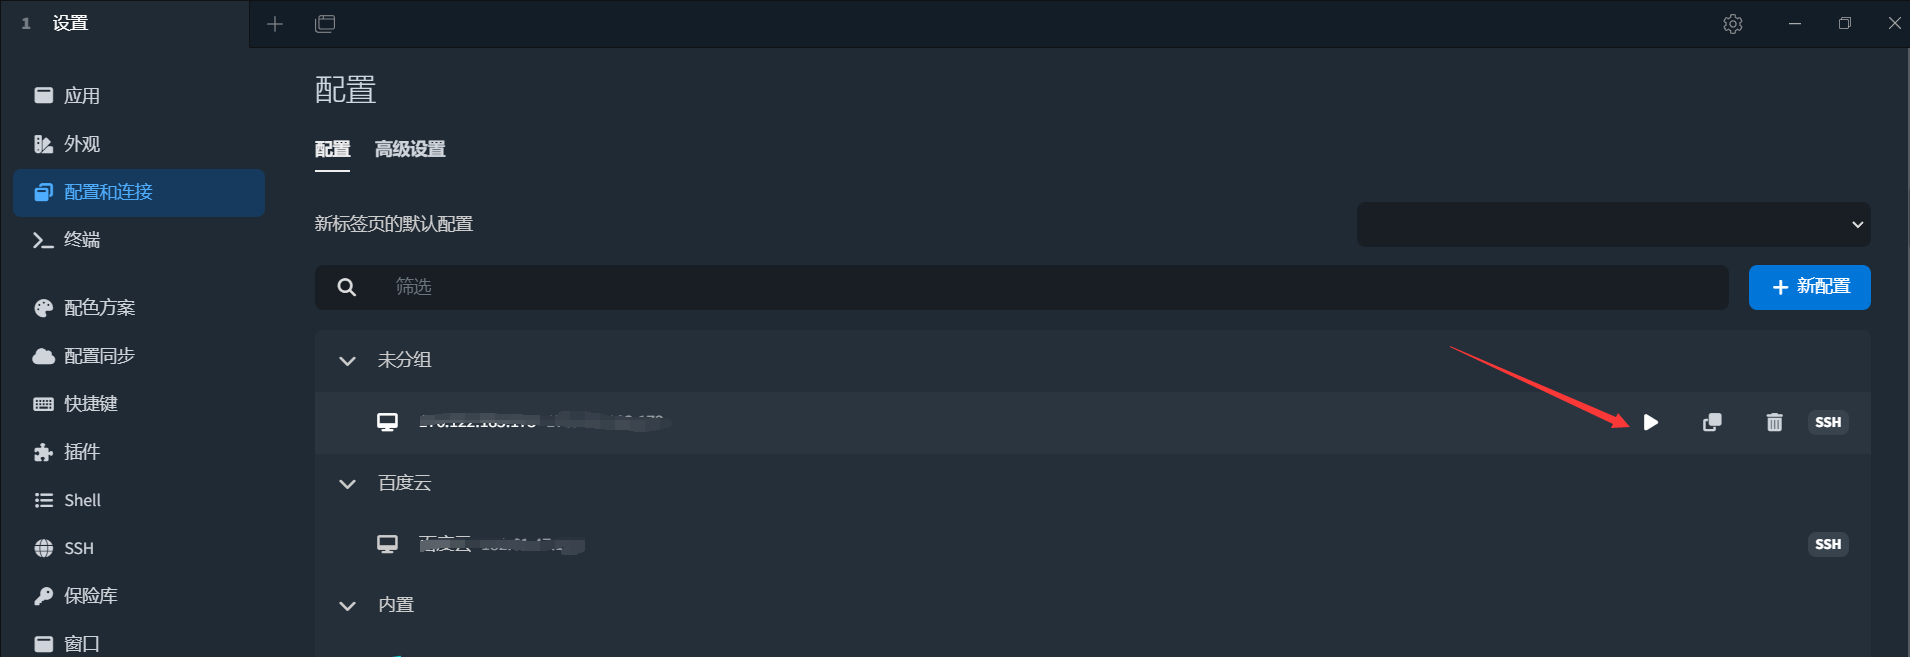 1 设置
应用
外观
配置和连接
终端
配色方案
配置同步
快捷键
插件
Shell
SSH
保险库
窗口
配置
配置 高级设置
新标签页的默认配置
筛选
新配置
未分组
SSH
百度云
百度云
SSH
内置